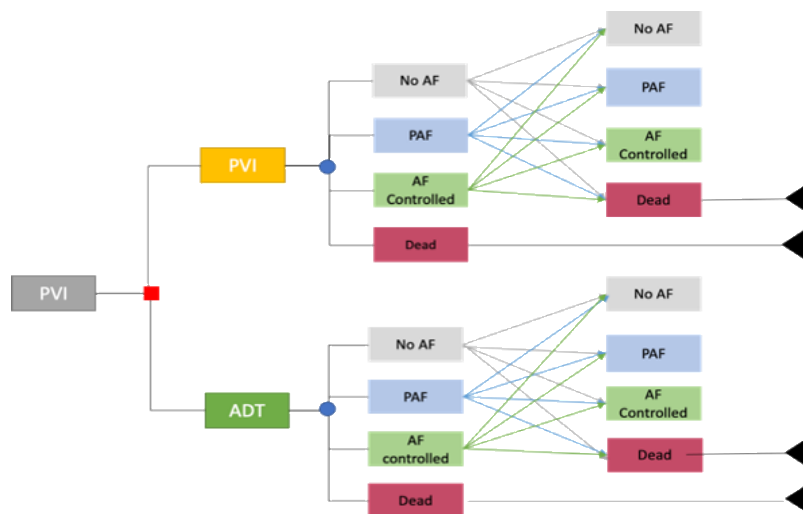 No AF
No AF
PAF
PAF
PVI
AF
Controlled
AF
Controlled
Dead
Dead
PVI
No AF
No AF
PAF
PAF
ADT
AF
Controlled
AF
controlled
Dead
Dead